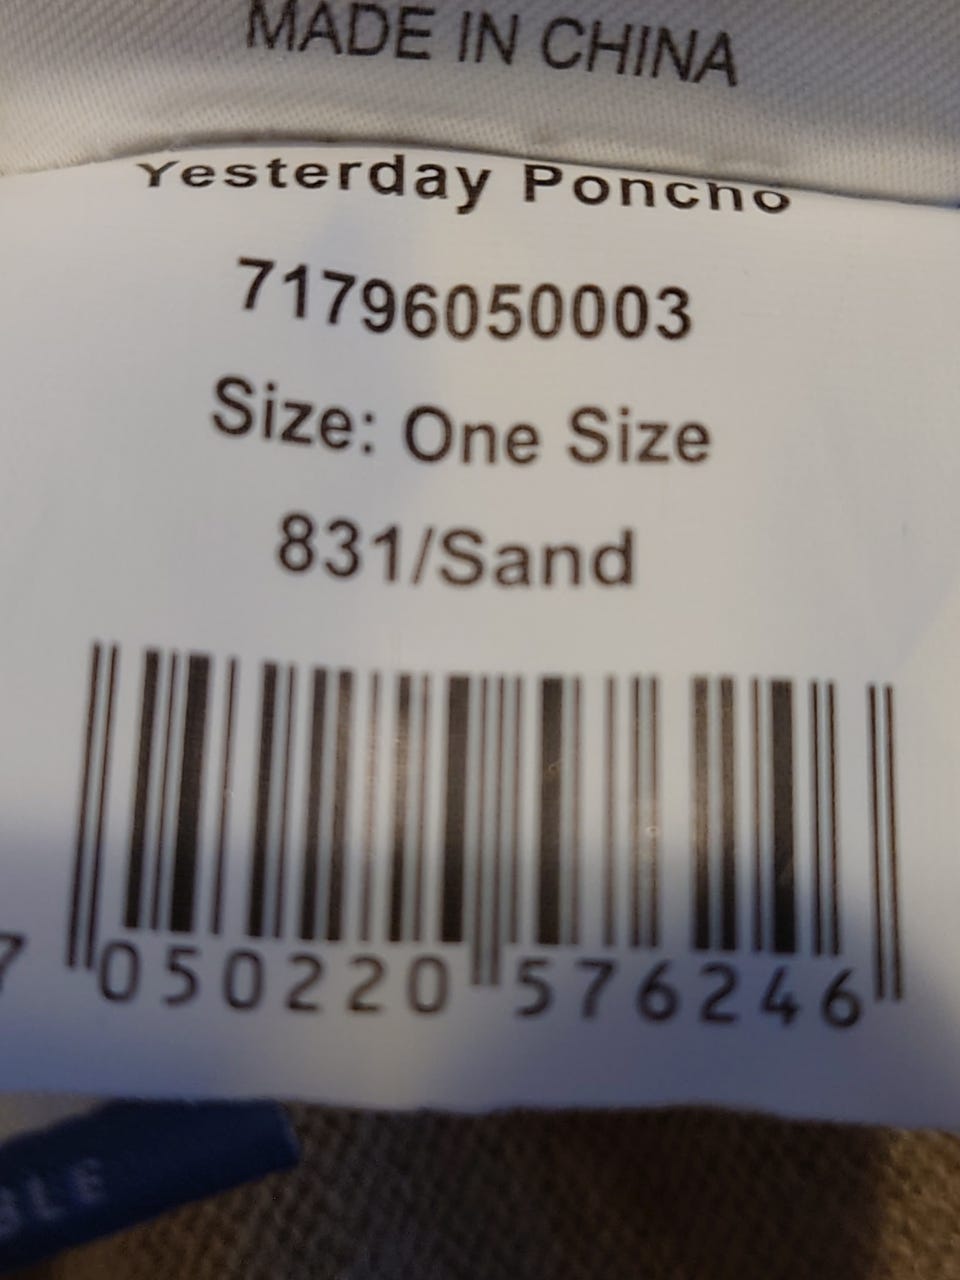 MADE IN CHINA
Yesterday Poncho
71796050003
Size: One Size
831/Sand
7 050220 576246